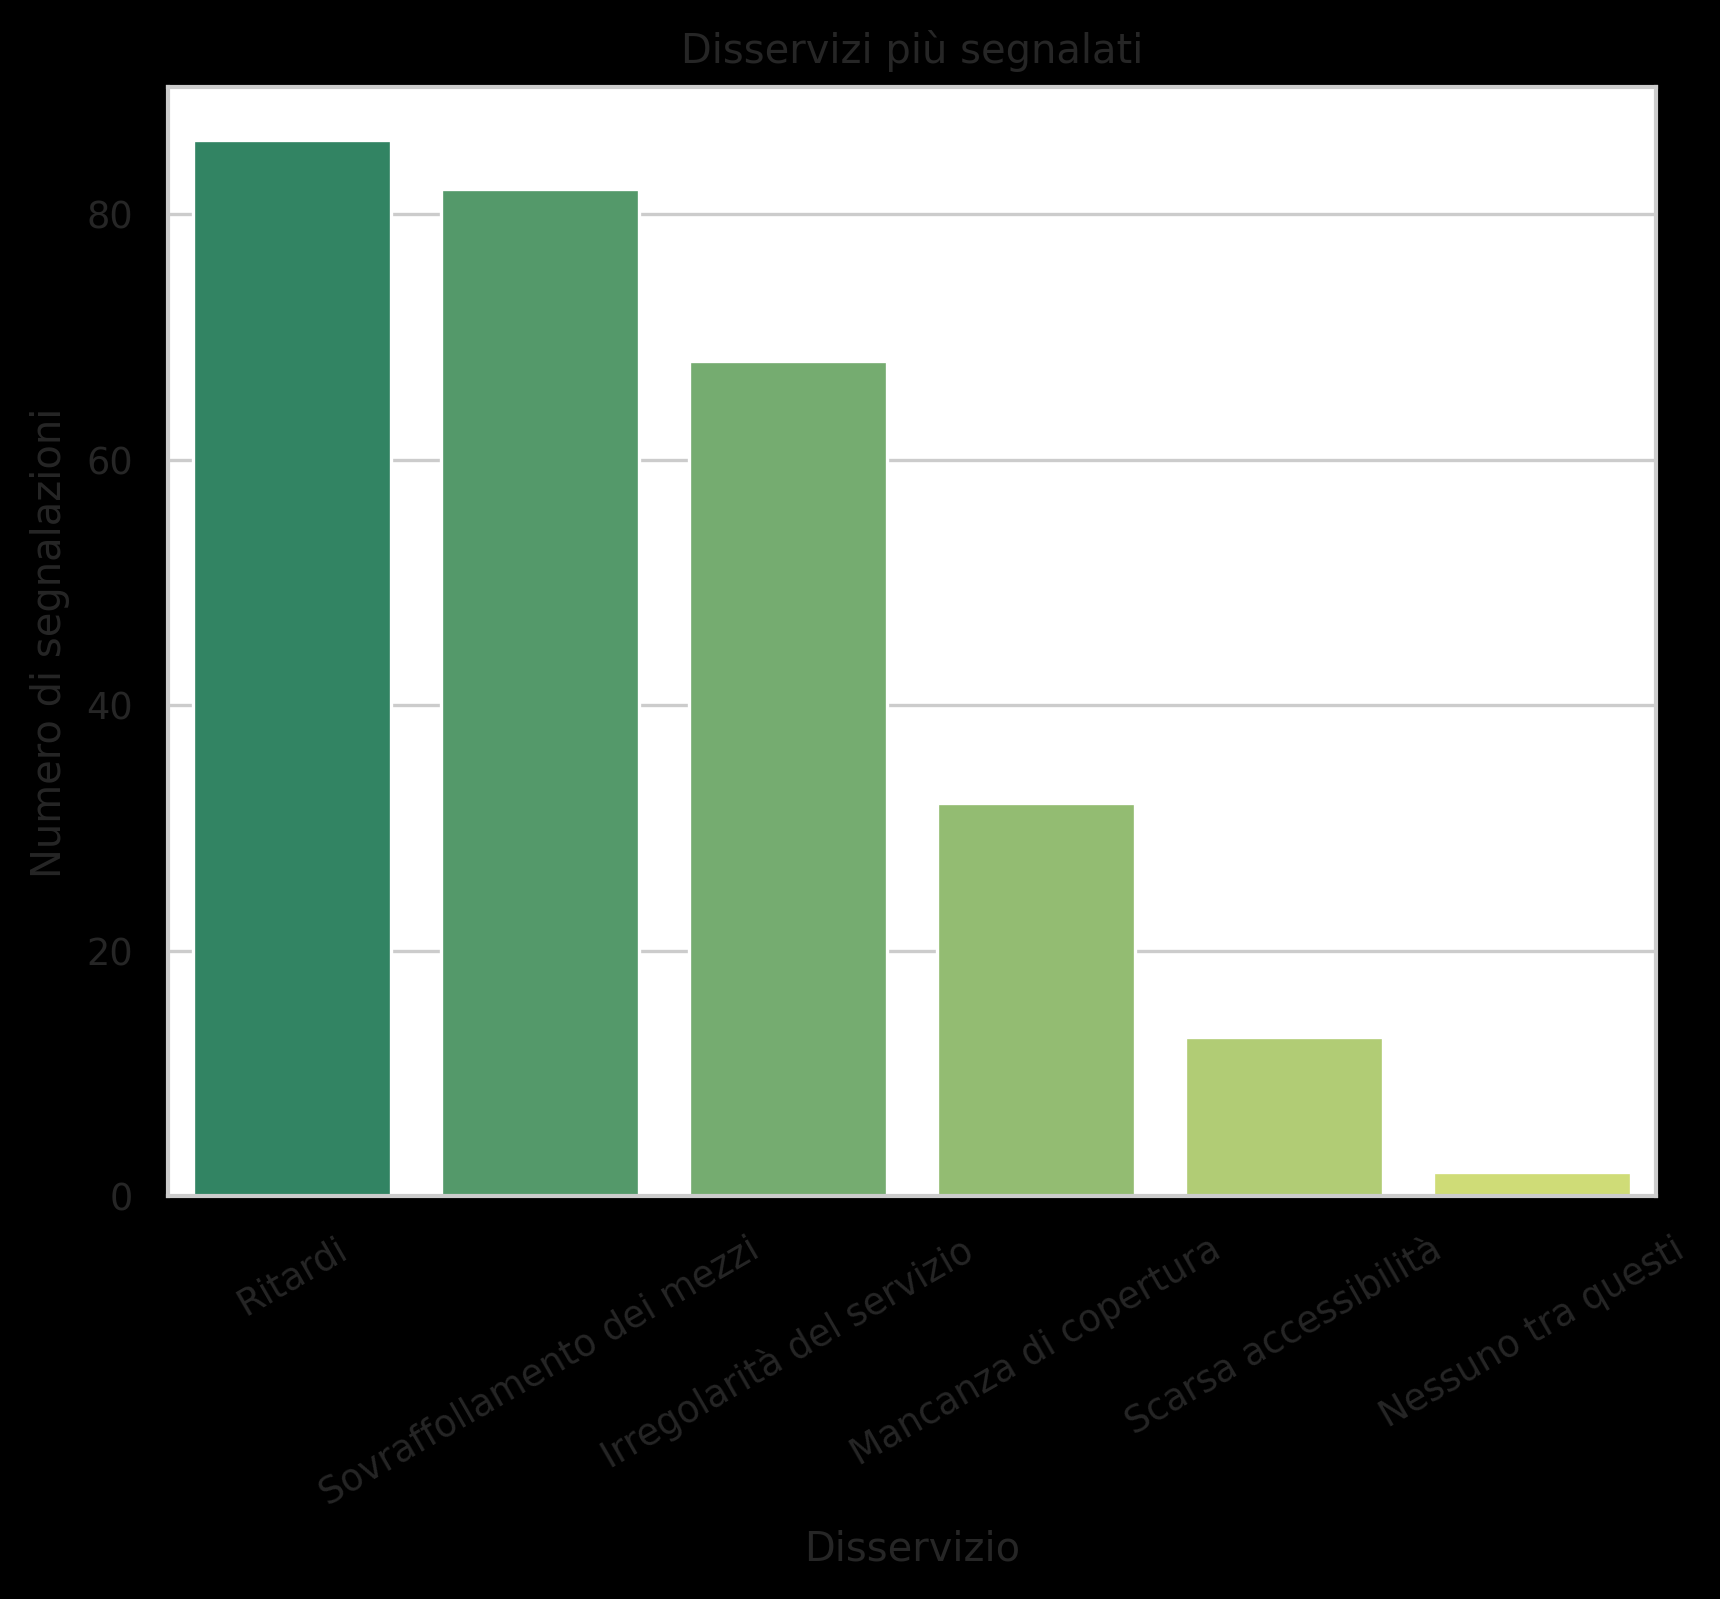 Disservizi più segnalati
Numero di segnalazioni
80
60
40
20
0
Ritardi
Sovraffollamento dei mezzi
Irregolarità del servizio
Mancanza di copertura
Scarsa accessibilità
Nessuno tra questi
Disservizio